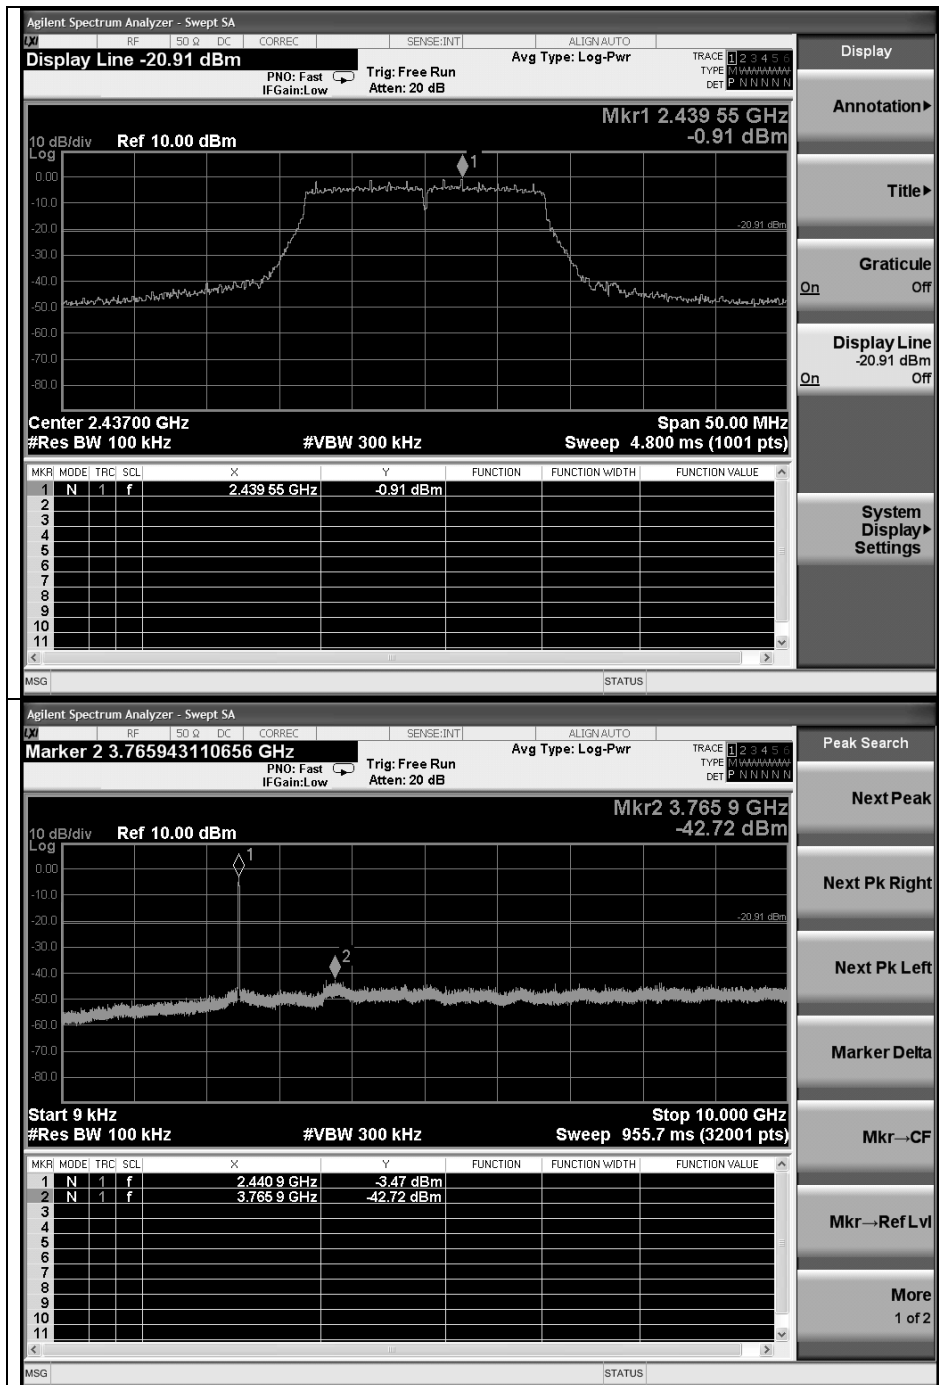 Agilent Spectrum Analyzer - Swept SA
LXI RF 50 Ω DC CORREC SENSE:INT ALIGN AUTO
Display Line -20.91 dBm
Avg Type: Log-Pwr
TRACE 1 2 3 4 5 6
PNO: Fast Trig: Free Run
TYPE M
IFGain:Low Atten: 20 dB
DET P N N N N N
Display
Annotation
Title
Graticule
On Off
Display Line
-20.91 dBm
On Off
System
Display
Settings
Mkr1 2.439 55 GHz
-0.91 dBm
10 dB/div Ref 10.00 dBm
Log
1
0.00
-10.0
-20.0
-20.91 dBm
-30.0
-40.0
-50.0
-60.0
-70.0
-80.0
Center 2.43700 GHz Span 50.00 MHz
#Res BW 100 kHz #VBW 300 kHz Sweep 4.800 ms (1001 pts)
MKR MODE TRC SCL X Y FUNCTION FUNCTION WIDTH FUNCTION VALUE
1 N 1 f 2.439 55 GHz -0.91 dBm
2
3
4
5
6
7
8
9
10
11
MSG STATUS
Agilent Spectrum Analyzer - Swept SA
LXI RF 50 Ω DC CORREC SENSE:INT ALIGN AUTO
Marker 2 3.765943110656 GHz
Avg Type: Log-Pwr
TRACE 1 2 3 4 5 6
PNO: Fast Trig: Free Run
TYPE M
IFGain:Low Atten: 20 dB
DET P N N N N N
Peak Search
Next Peak
Next Pk Right
Next Pk Left
Marker Delta
Mkr→CF
Mkr→Ref Lvl
More
1 of 2
Mkr2 3.765 9 GHz
-42.72 dBm
10 dB/div Ref 10.00 dBm
Log
1
0.00
-10.0
-20.0
-20.91 dBm
-30.0
2
-40.0
-50.0
-60.0
-70.0
-80.0
Start 9 kHz Stop 10.000 GHz
#Res BW 100 kHz #VBW 300 kHz Sweep 955.7 ms (32001 pts)
MKR MODE TRC SCL X Y FUNCTION FUNCTION WIDTH FUNCTION VALUE
1 N 1 f 2.440 9 GHz -3.47 dBm
2 N 1 f 3.765 9 GHz -42.72 dBm
3
4
5
6
7
8
9
10
11
MSG STATUS